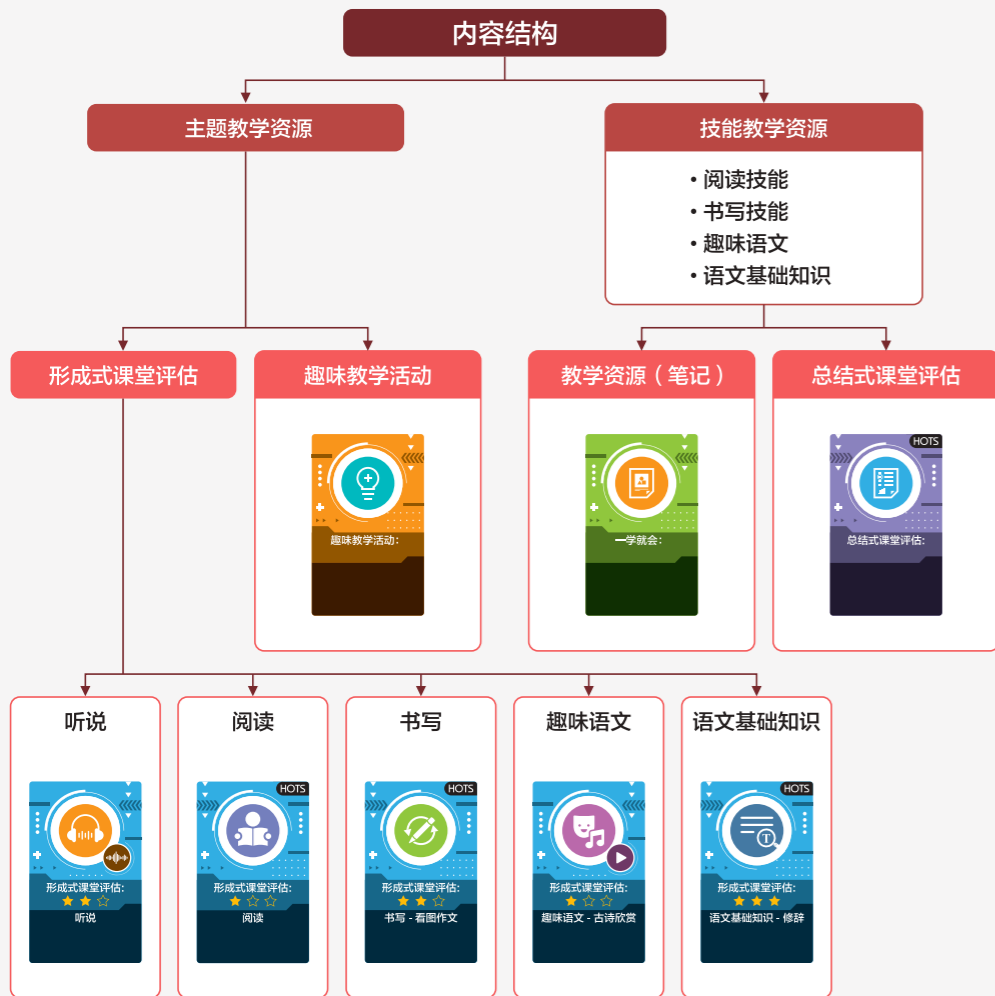 内容结构
主题教学资源
技能教学资源
• 阅读技能
• 书写技能
• 趣味语文
• 语文基础知识
形成式课堂评估
趣味教学活动
教学资源（笔记）
总结式课堂评估
趣味教学活动：
一学就会：
HOTS
总结式课堂评估：
听说
阅读
书写
趣味语文
语文基础知识
形成式课堂评估：
听说
HOTS
形成式课堂评估：
阅读
HOTS
形成式课堂评估：
书写 - 看图作文
形成式课堂评估：
趣味语文 - 古诗欣赏
HOTS
T
形成式课堂评估：
语文基础知识 - 修辞